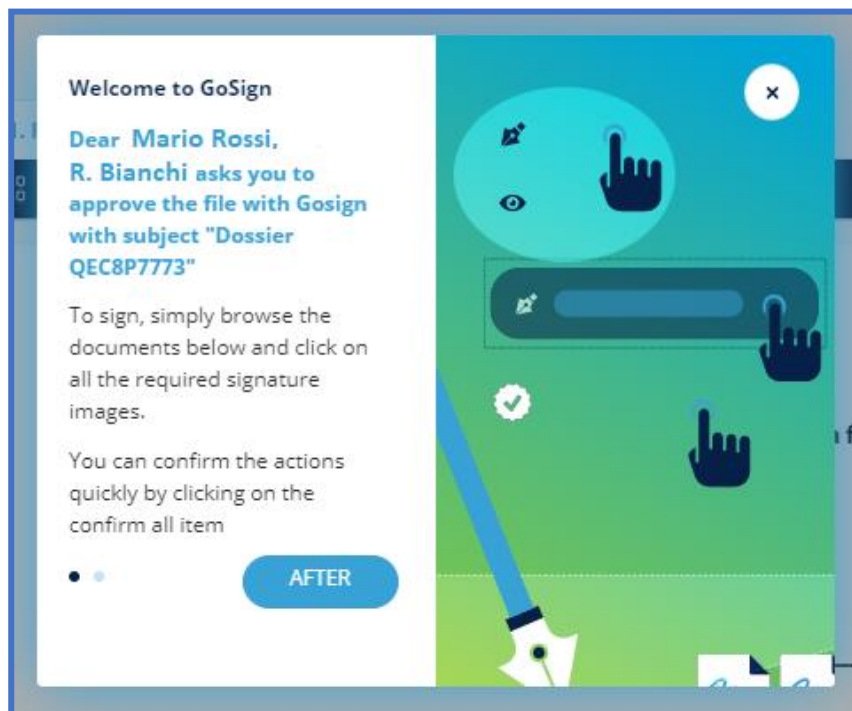 Welcome to GoSign
Dear Mario Rossi,
R. Bianchi asks you to
approve the file with Gosign
with subject "Dossier
QEC8P7773"
To sign, simply browse the
documents below and click on
all the required signature
images.
You can confirm the actions
quickly by clicking on the
confirm all item
AFTER